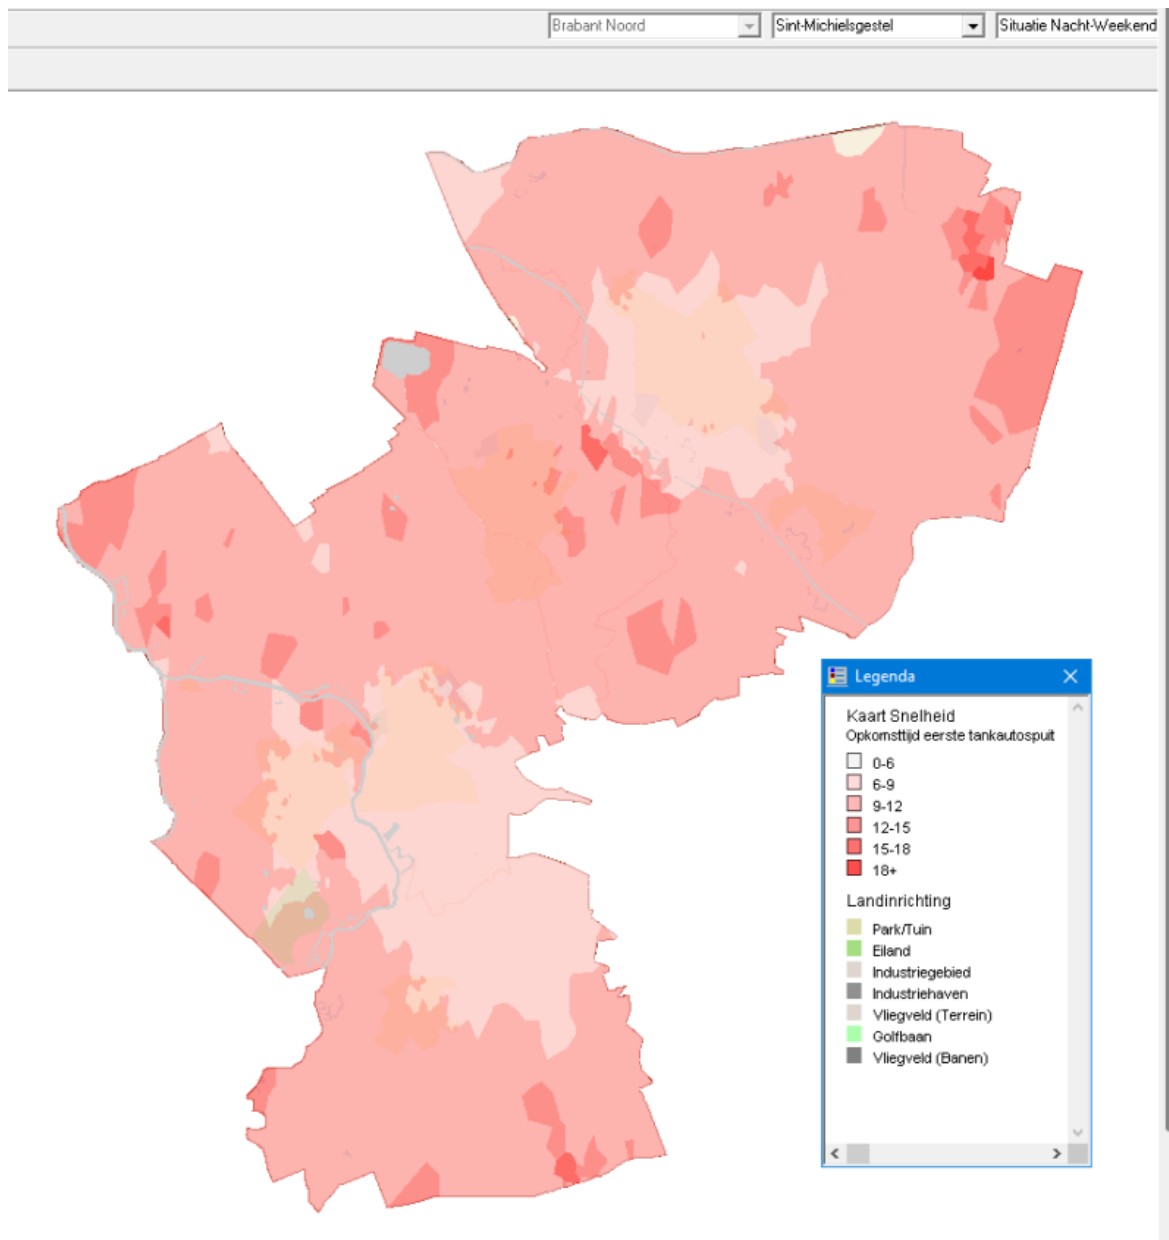 Brabant Noord
Sint-Michielsgestel
Situatie Nacht-Weekend
Legenda
Kaart Snelheid
Opkomsttijd eerste tankautospuit
0-6
6-9
9-12
12-15
15-18
18+
Landinrichting
Park/Tuin
Eiland
Industriegebied
Industriehaven
Vliegveld (Terrein)
Golfbaan
Vliegveld (Banen)